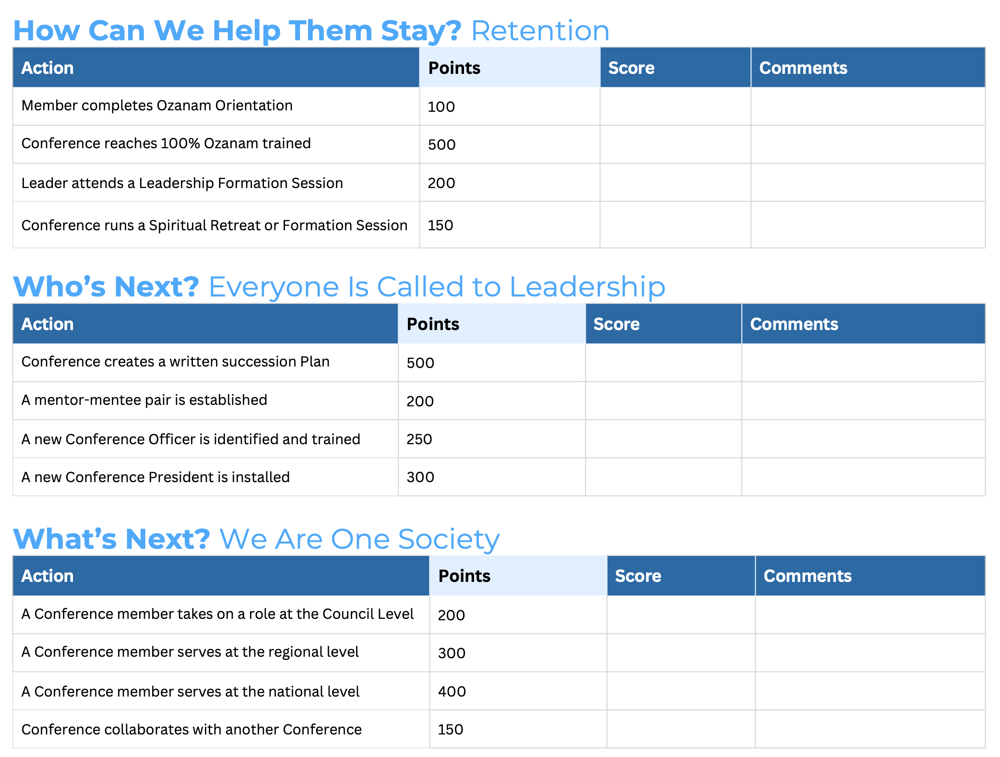 How Can We Help Them Stay? Retention
Action Points Score Comments
Member completes Ozanam Orientation 100
Conference reaches 100% Ozanam trained 500
Leader attends a Leadership Formation Session 200
Conference runs a Spiritual Retreat or Formation Session 150
Who’s Next? Everyone Is Called to Leadership
Action Points Score Comments
Conference creates a written succession Plan 500
A mentor-mentee pair is established 200
A new Conference Officer is identified and trained 250
A new Conference President is installed 300
What’s Next? We Are One Society
Action Points Score Comments
A Conference member takes on a role at the Council Level 200
A Conference member serves at the regional level 300
A Conference member serves at the national level 400
Conference collaborates with another Conference 150